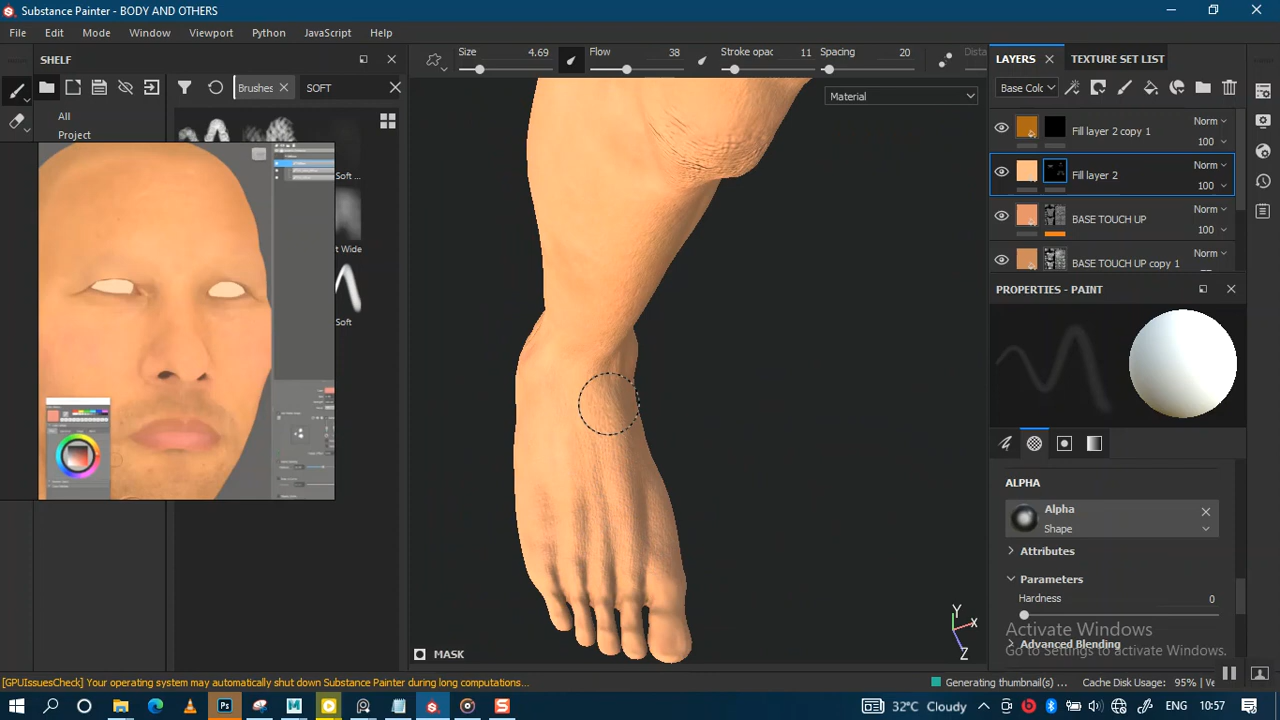 Substance Painter - BODY AND OTHERS
File Edit Mode Window Viewport Python JavaScript Help
SHELF
Size 4.69 Flow 38 Stroke opac 11 Spacing 20 Dista
LAYERS TEXTURE SET LIST
Brushes SOFT
Base Colo
All
Project
Material
Fill layer 2 copy 1 Norm
100
Soft ...
Fill layer 2 Norm
100
BASE TOUCH UP Norm
100
t Wide
BASE TOUCH UP copy 1 Norm
PROPERTIES - PAINT
Soft
ALPHA
Alpha
Shape
Attributes
Parameters
Hardness 0
Activate Windows
Advanced Blending
Go to Settings to activate Windows.
MASK
Y
X
Z
[GPUIssuesCheck] Your operating system may automatically shut down Substance Painter during long computations...
Generating thumbnail(s) ... Cache Disk Usage: 95% | Ve
Ps
32°C Cloudy ENG 10:57